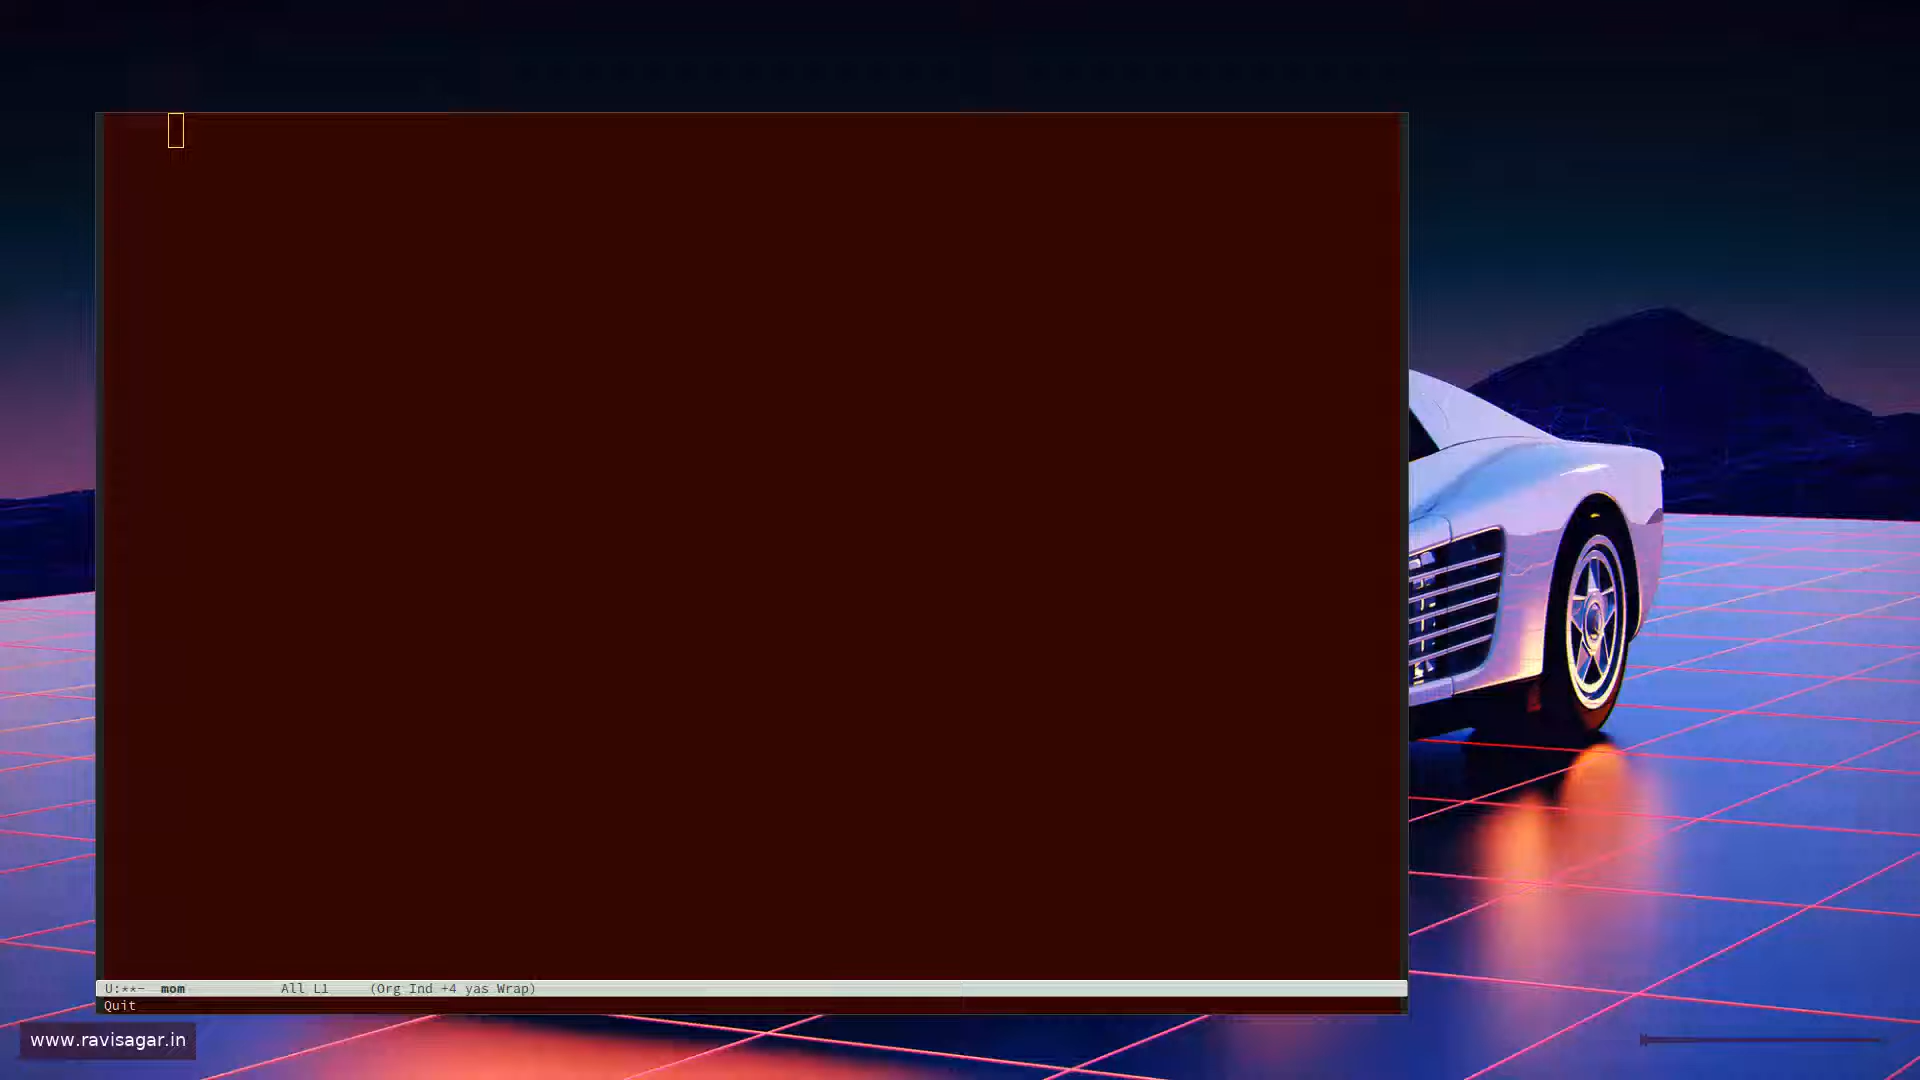 U:**-  mom            All L1     (Org Ind +4 yas Wrap)
Quit
www.ravisagar.in